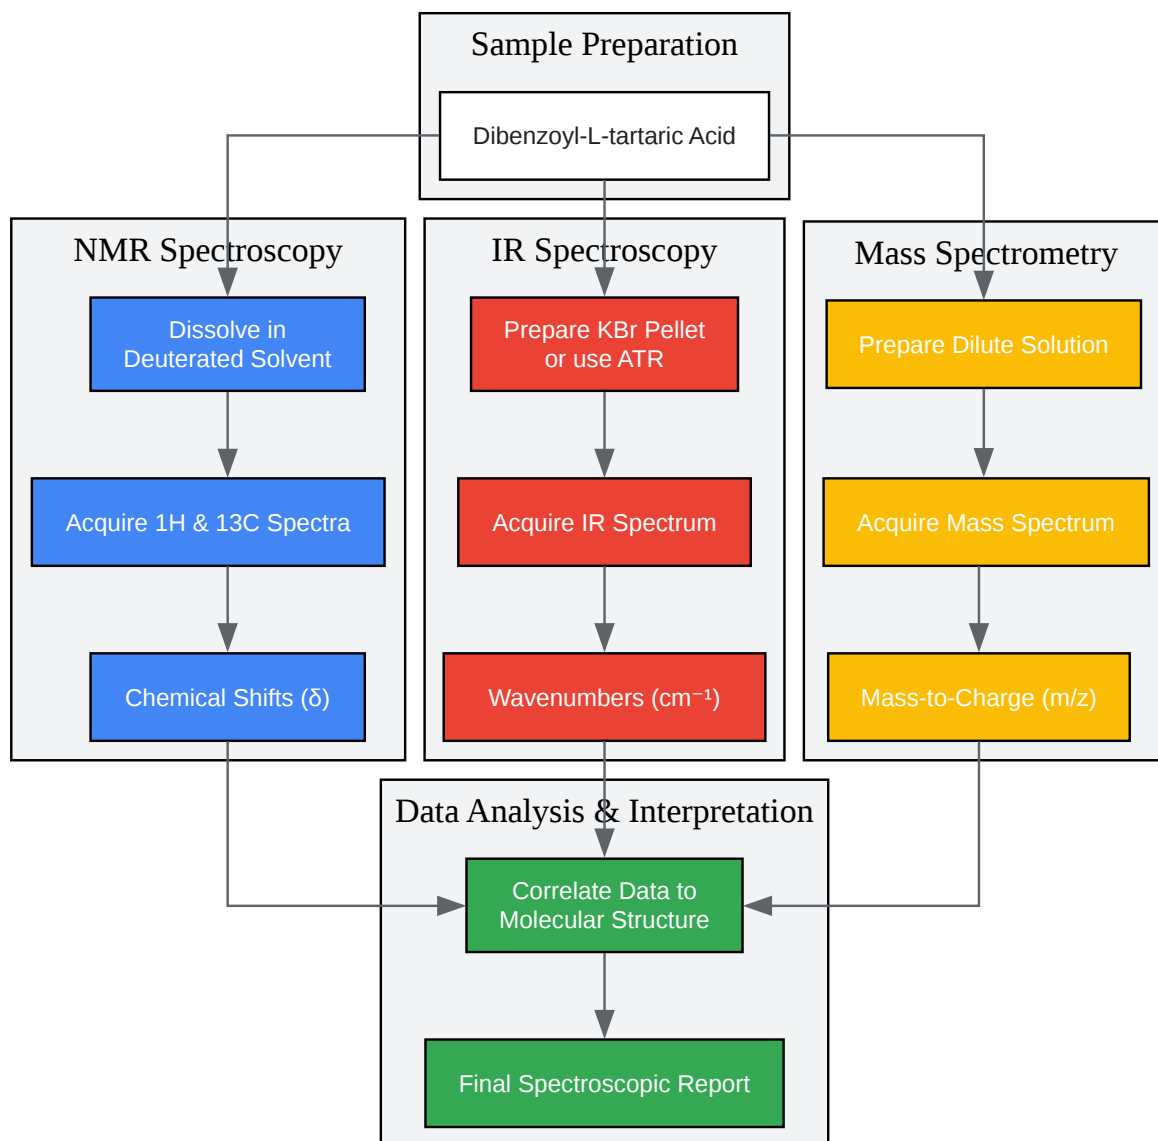 Sample Preparation
Dibenzoyl-L-tartaric Acid
NMR Spectroscopy
Dissolve in
Deuterated Solvent
Acquire 1H & 13C Spectra
Chemical Shifts (δ)
IR Spectroscopy
Prepare KBr Pellet
or use ATR
Acquire IR Spectrum
Wavenumbers (cm⁻¹)
Mass Spectrometry
Prepare Dilute Solution
Acquire Mass Spectrum
Mass-to-Charge (m/z)
Data Analysis & Interpretation
Correlate Data to
Molecular Structure
Final Spectroscopic Report